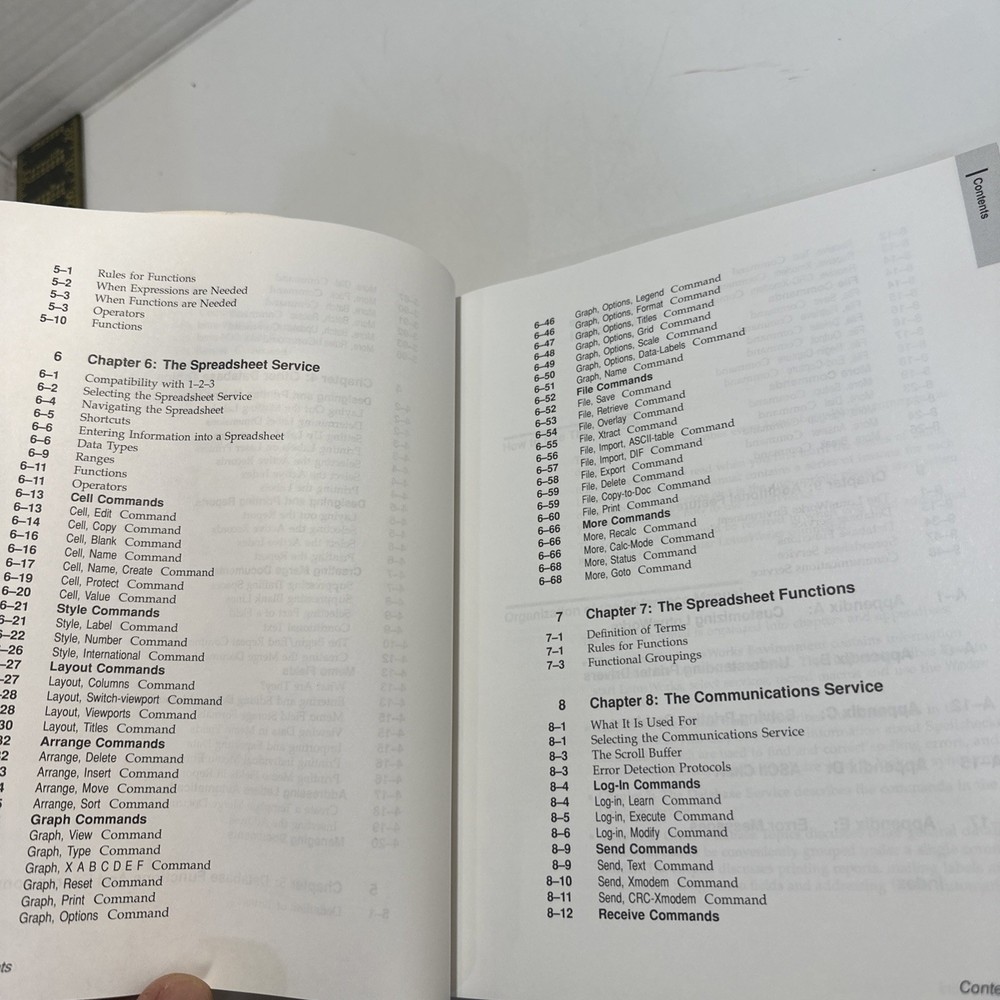 5–1 Rules for Functions
5–2 When Expressions are Needed
5–3 When Functions are Needed
5–3 Operators
5–10 Functions
6 Chapter 6: The Spreadsheet Service
6–1 Compatibility with 1–2–3
6–2 Selecting the Spreadsheet Service
6–4 Navigating the Spreadsheet
6–5 Shortcuts
6–6 Entering Information into a Spreadsheet
6–6 Data Types
6–9 Ranges
6–11 Functions
6–11 Operators
6–13 Cell Commands
6–13 Cell, Edit Command
6–14 Cell, Copy Command
6–16 Cell, Blank Command
6–16 Cell, Name Command
6–17 Cell, Name, Create Command
6–19 Cell, Protect Command
6–20 Cell, Value Command
6–21 Style Commands
6–21 Style, Label Command
–22 Style, Number Command
–26 Style, International Command
–27 Layout Commands
–27 Layout, Columns Command
–28 Layout, Switch-viewport Command
28 Layout, Viewports Command
30 Layout, Titles Command
32 Arrange Commands
2 Arrange, Delete Command
3 Arrange, Insert Command
Arrange, Move Command
Arrange, Sort Command
Graph Commands
Graph, View Command
Graph, Type Command
Graph, X A B C D E F Command
Graph, Reset Command
Graph, Print Command
Graph, Options Command
ts
Contents
6–46 Graph, Options, Legend Command
6–46 Graph, Options, Format Command
6–47 Graph, Options, Titles Command
6–48 Graph, Options, Grid Command
6–49 Graph, Options, Scale Command
6–50 Graph, Options, Data-Labels Command
6–51 Graph, Name Command
6–52 File Commands
6–52 File, Save Command
6–53 File, Retrieve Command
6–54 File, Overlay Command
6–55 File, Xtract Command
6–56 File, Import, ASCII-table Command
6–57 File, Import, DIF Command
6–58 File, Export Command
6–59 File, Delete Command
6–59 File, Copy-to-Doc Command
6–60 File, Print Command
6–66 More Commands
6–66 More, Recalc Command
6–66 More, Calc-Mode Command
6–68 More, Status Command
6–68 More, Goto Command
7 Chapter 7: The Spreadsheet Functions
7–1 Definition of Terms
7–1 Rules for Functions
7–3 Functional Groupings
8 Chapter 8: The Communications Service
8–1 What It Is Used For
8–1 Selecting the Communications Service
8–3 The Scroll Buffer
8–3 Error Detection Protocols
8–4 Log-In Commands
8–4 Log-in, Learn Command
8–5 Log-in, Execute Command
8–6 Log-in, Modify Command
8–9 Send Commands
8–9 Send, Text Command
8–10 Send, Xmodem Command
8–11 Send, CRC-Xmodem Command
8–12 Receive Commands
Conte